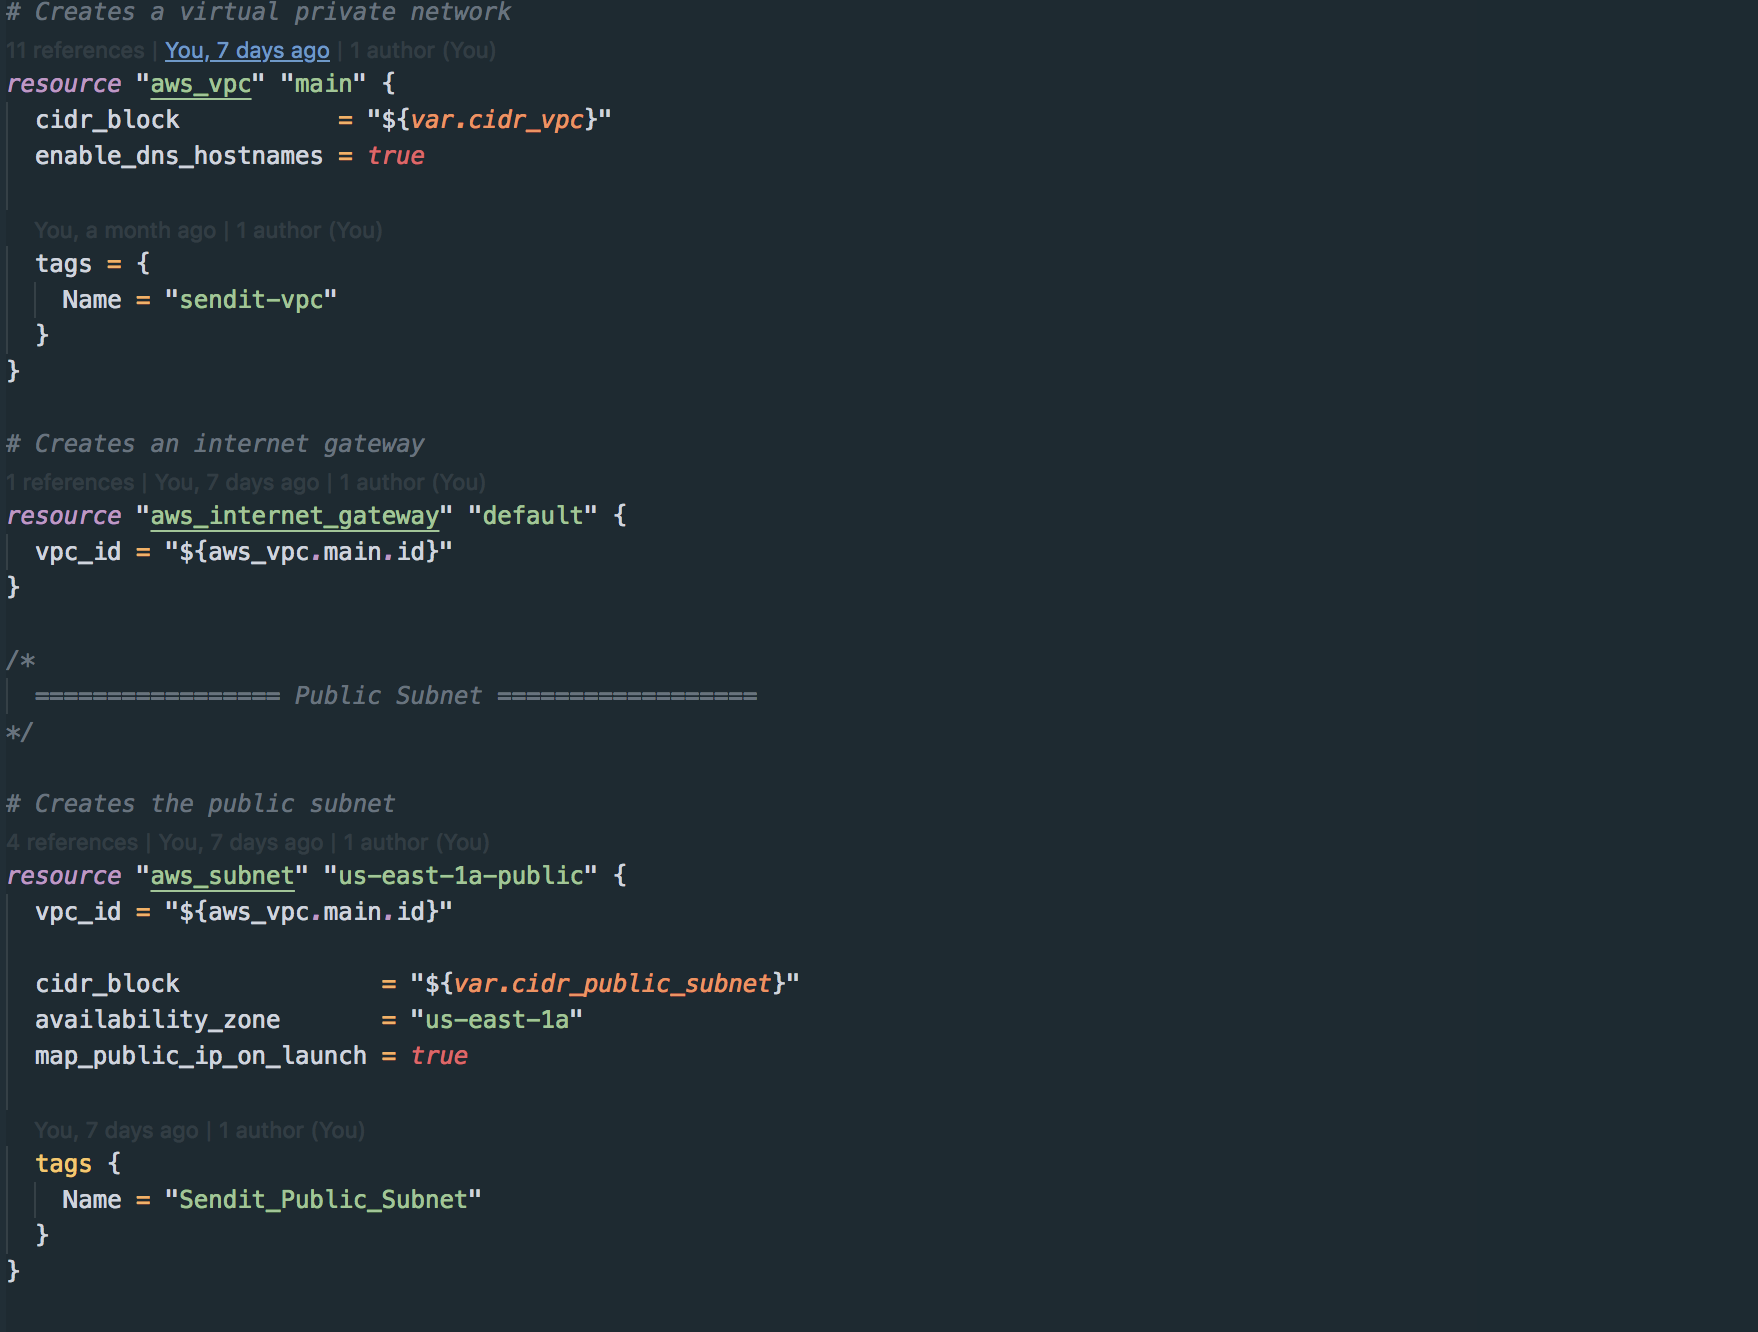 # Creates a virtual private network
11 references | You, 7 days ago | 1 author (You)
resource "aws_vpc" "main" {
  cidr_block           = "${var.cidr_vpc}"
  enable_dns_hostnames = true
  You, a month ago | 1 author (You)
  tags = {
    Name = "sendit-vpc"
  }
}
# Creates an internet gateway
1 references | You, 7 days ago | 1 author (You)
resource "aws_internet_gateway" "default" {
  vpc_id = "${aws_vpc.main.id}"
}
/*
  ================= Public Subnet ==================
*/
# Creates the public subnet
4 references | You, 7 days ago | 1 author (You)
resource "aws_subnet" "us-east-1a-public" {
  vpc_id = "${aws_vpc.main.id}"
  cidr_block              = "${var.cidr_public_subnet}"
  availability_zone       = "us-east-1a"
  map_public_ip_on_launch = true
  You, 7 days ago | 1 author (You)
  tags {
    Name = "Sendit_Public_Subnet"
  }
}